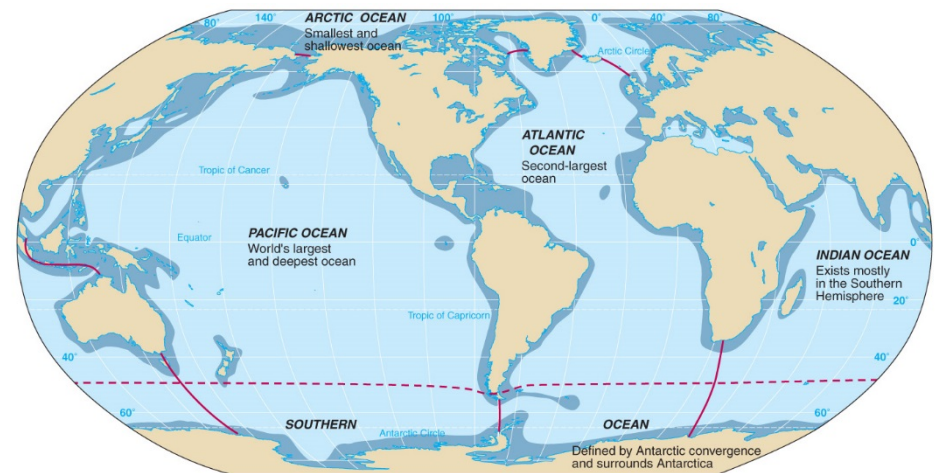 80°
140°
ARCTIC OCEAN
Smallest and
shallowest ocean
100°
0°
40°
80°
Arctic Circle
ATLANTIC
OCEAN
Second-largest
ocean
Tropic of Cancer
Equator
PACIFIC OCEAN
World's largest
and deepest ocean
0°
INDIAN OCEAN
Exists mostly
in the Southern
Hemisphere
20°
Tropic of Capricorn
40°
40°
60°
60°
SOUTHERN
OCEAN
Antarctic Circle
Defined by Antarctic convergence
and surrounds Antarctica